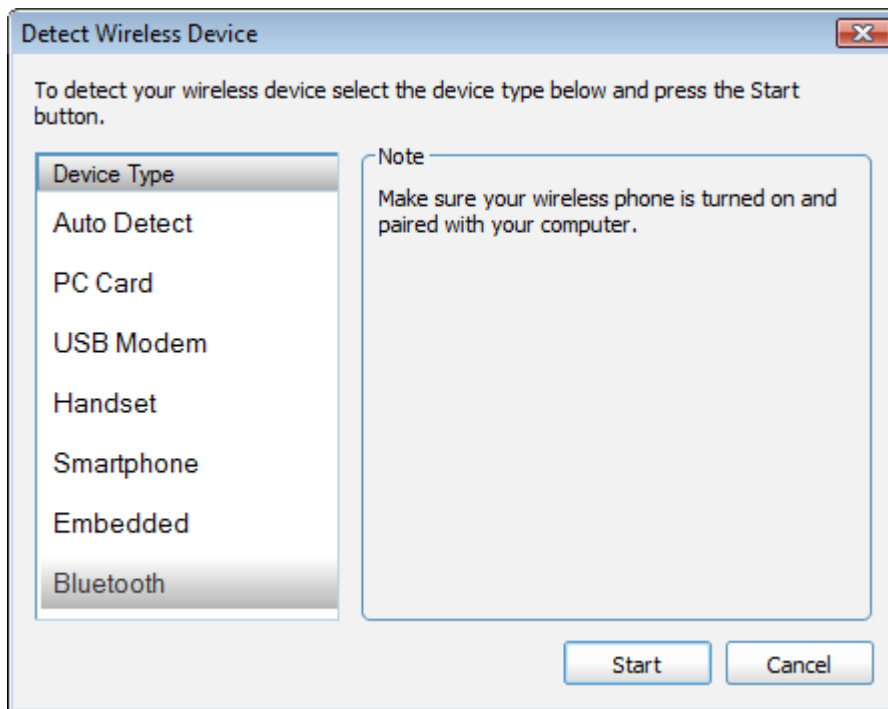 Detect Wireless Device
To detect your wireless device select the device type below and press the Start
button.
Device Type
Auto Detect
PC Card
USB Modem
Handset
Smartphone
Embedded
Bluetooth
Note
Make sure your wireless phone is turned on and
paired with your computer.
Start
Cancel